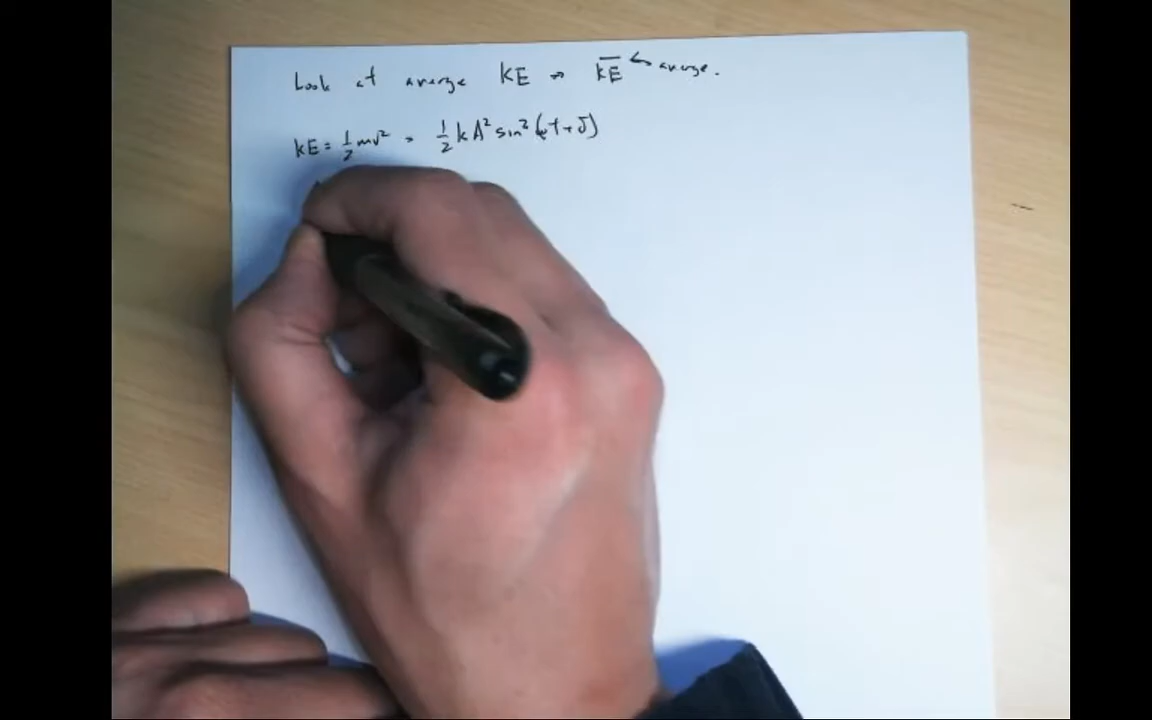 Look at average KE → K̅E̅ ← average.
KE = ½mv² = ½kA² sin²(ωt+δ)